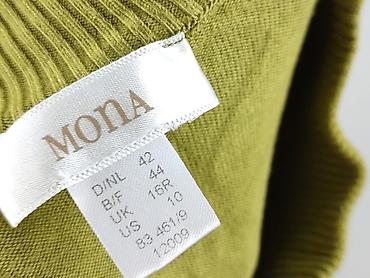 MONA
D/NL 42
B/F 44
UK 16R
US 10
83 461/9
12009